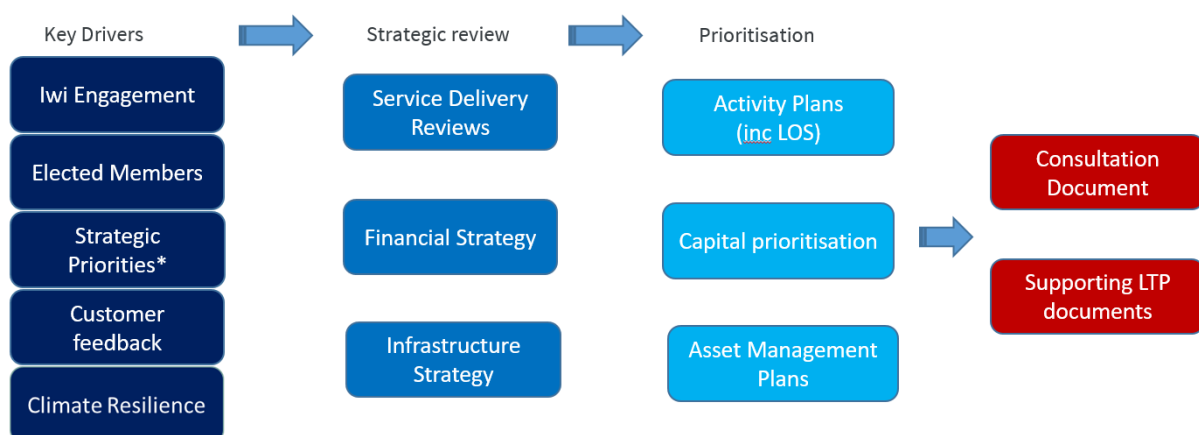 Key Drivers
Strategic review
Prioritisation
Iwi Engagement
Elected Members
Strategic
Priorities*
Customer
feedback
Climate Resilience
Service Delivery
Reviews
Financial Strategy
Infrastructure
Strategy
Activity Plans
(inc LOS)
Capital prioritisation
Asset Management
Plans
Consultation
Document
Supporting LTP
documents